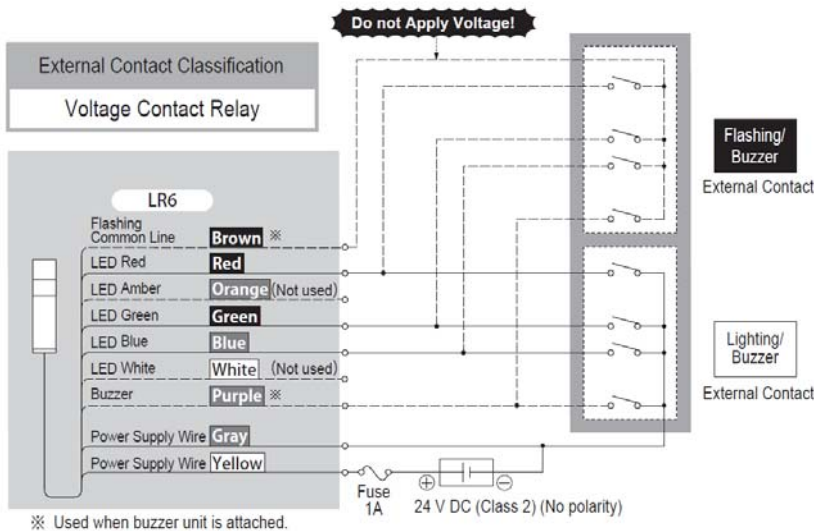 Do not Apply Voltage!
External Contact Classification
Voltage Contact Relay
Flashing/
Buzzer
External Contact
LR6
Flashing
Common Line Brown ※
LED Red Red
LED Amber Orange (Not used)
LED Green Green
LED Blue Blue
LED White White (Not used)
Buzzer Purple ※
Power Supply Wire Gray
Power Supply Wire Yellow
Lighting/
Buzzer
External Contact
Fuse
1A
+ −
24 V DC (Class 2) (No polarity)
※ Used when buzzer unit is attached.